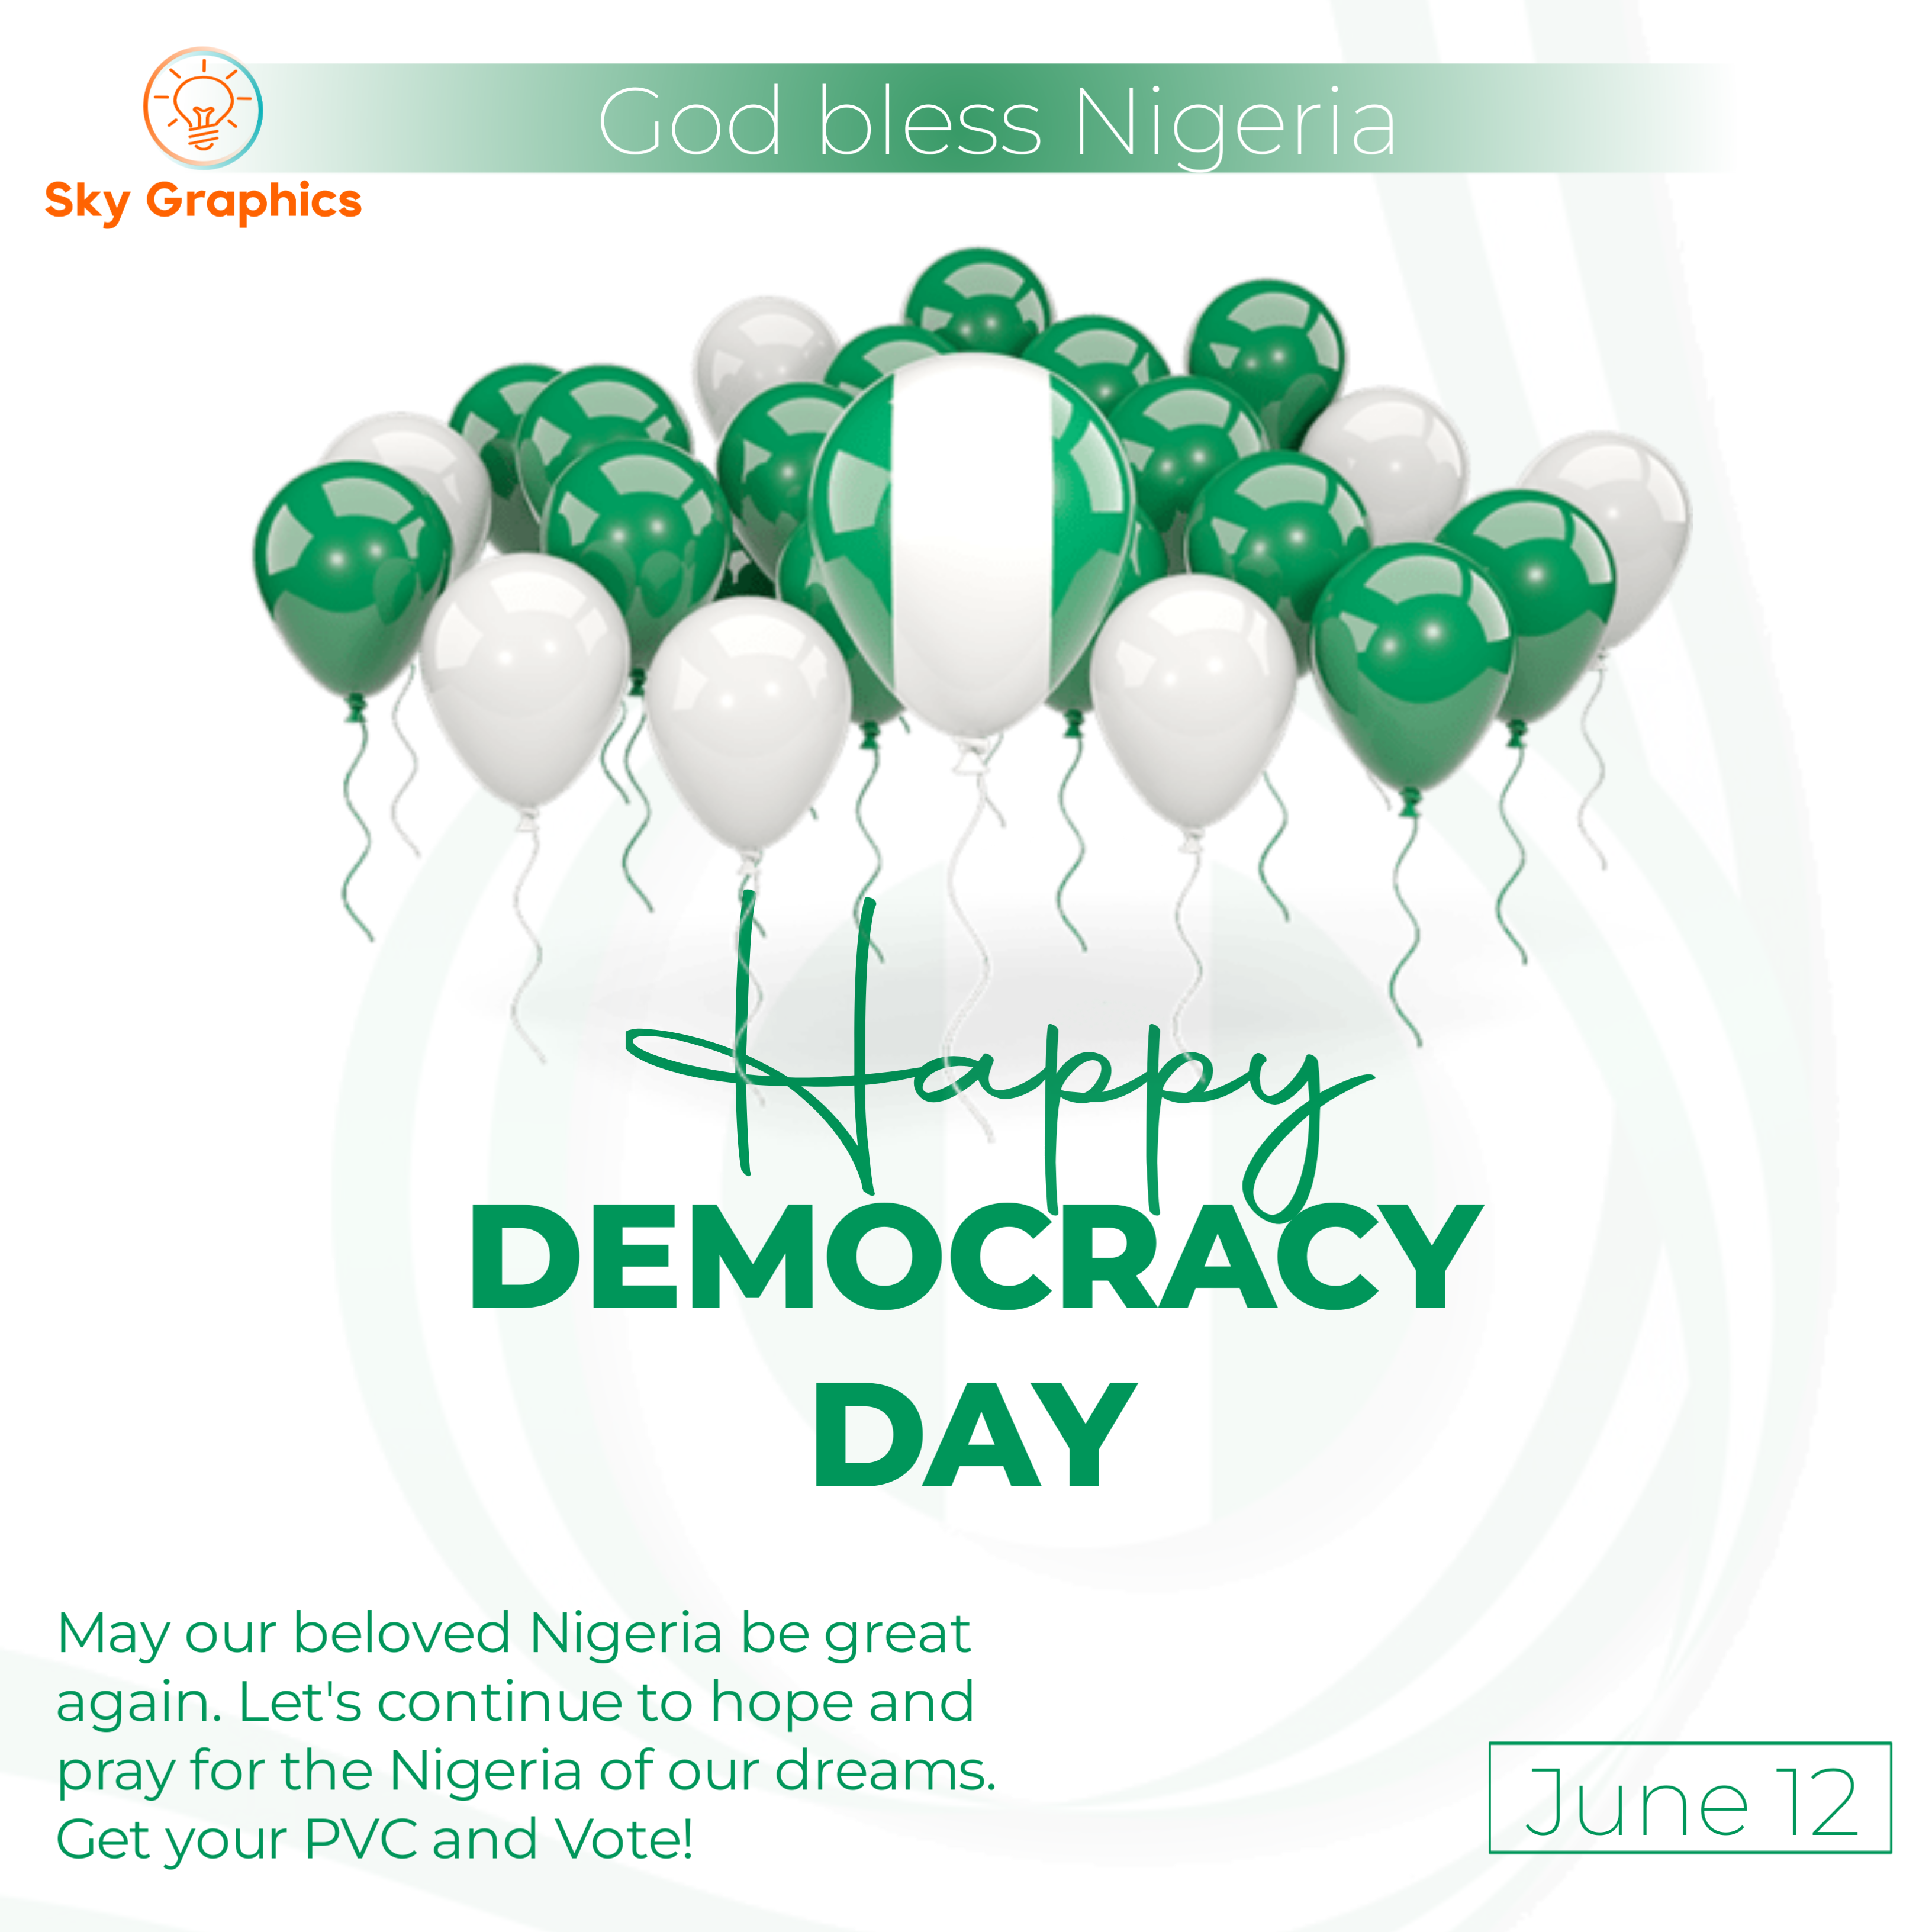 God bless Nigeria
Sky Graphics
Happy
DEMOCRACY
DAY
May our beloved Nigeria be great
again. Let's continue to hope and
pray for the Nigeria of our dreams.
Get your PVC and Vote!
June 12